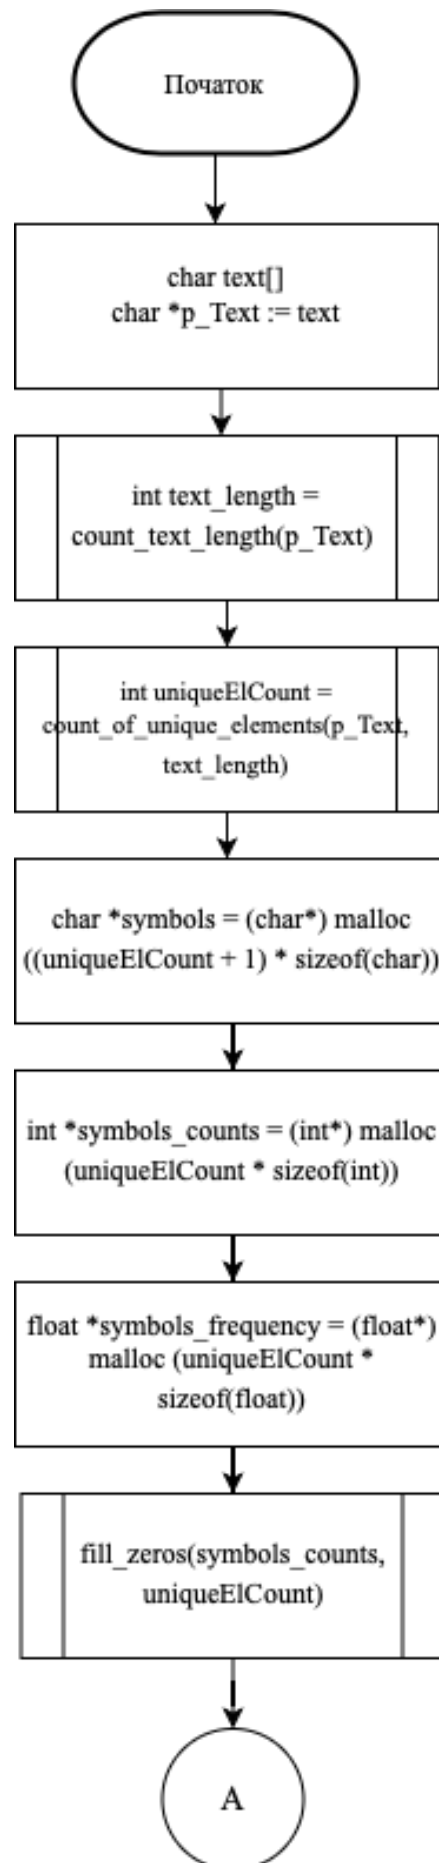 Початок
char text[]
char *p_Text := text
int text_length =
count_text_length(p_Text)
int uniqueElCount =
count_of_unique_elements(p_Text,
text_length)
char *symbols = (char*) malloc
((uniqueElCount + 1) * sizeof(char))
int *symbols_counts = (int*) malloc
(uniqueElCount * sizeof(int))
float *symbols_frequency = (float*)
malloc (uniqueElCount *
sizeof(float))
fill_zeros(symbols_counts,
uniqueElCount)
A